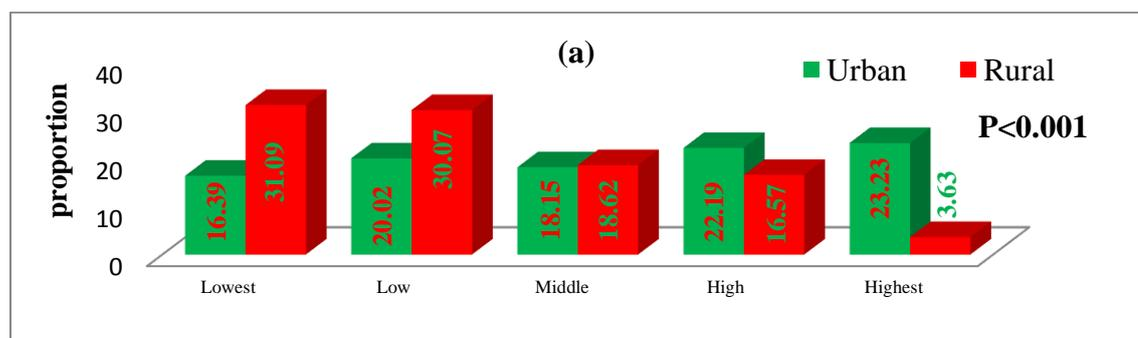 (a)
Urban Rural
P<0.001
proportion
40
30
20
10
0
16.39 31.09 20.02 30.07 18.15 18.62 22.19 16.57 23.23 3.63
Lowest Low Middle High Highest